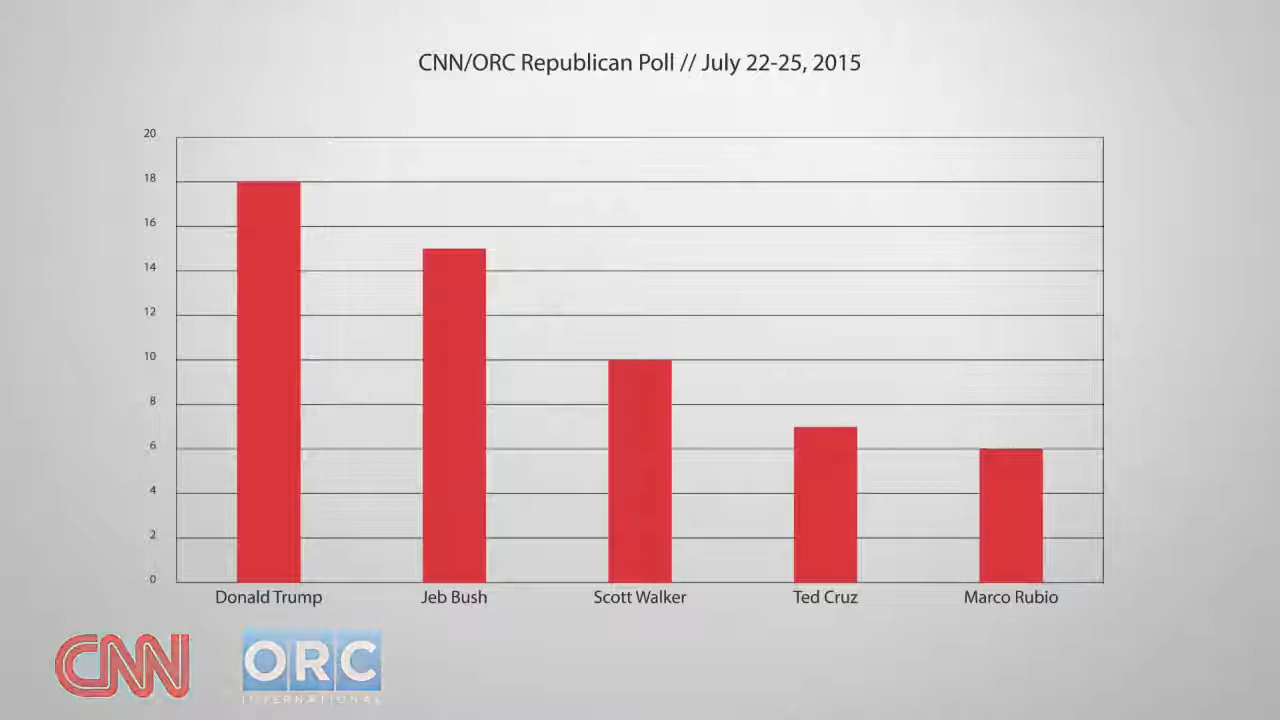 CNN/ORC Republican Poll // July 22-25, 2015
20
18
16
14
12
10
8
6
4
2
0
Donald Trump Jeb Bush Scott Walker Ted Cruz Marco Rubio
CNN ORC
INTERNATIONAL